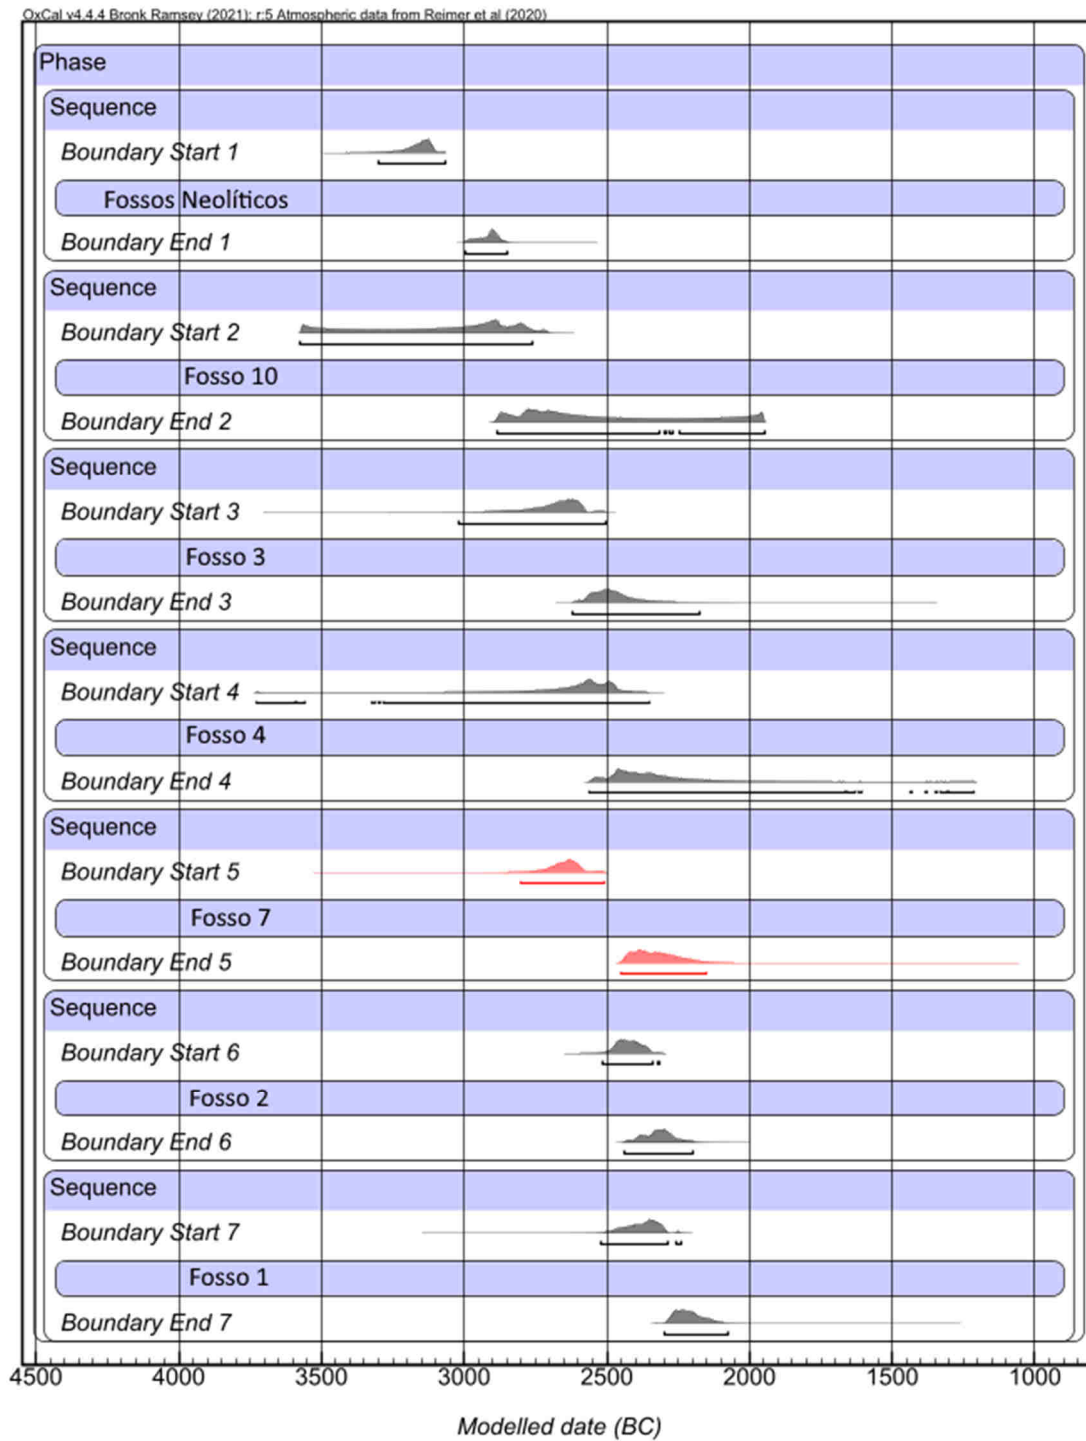 OxCal v4.4.4 Bronk Ramsey (2021); r:5 Atmospheric data from Reimer et al (2020)
Phase
Sequence
Boundary Start 1
Fossos Neolíticos
Boundary End 1
Sequence
Boundary Start 2
Fosso 10
Boundary End 2
Sequence
Boundary Start 3
Fosso 3
Boundary End 3
Sequence
Boundary Start 4
Fosso 4
Boundary End 4
Sequence
Boundary Start 5
Fosso 7
Boundary End 5
Sequence
Boundary Start 6
Fosso 2
Boundary End 6
Sequence
Boundary Start 7
Fosso 1
Boundary End 7
4500 4000 3500 3000 2500 2000 1500 1000
Modelled date (BC)